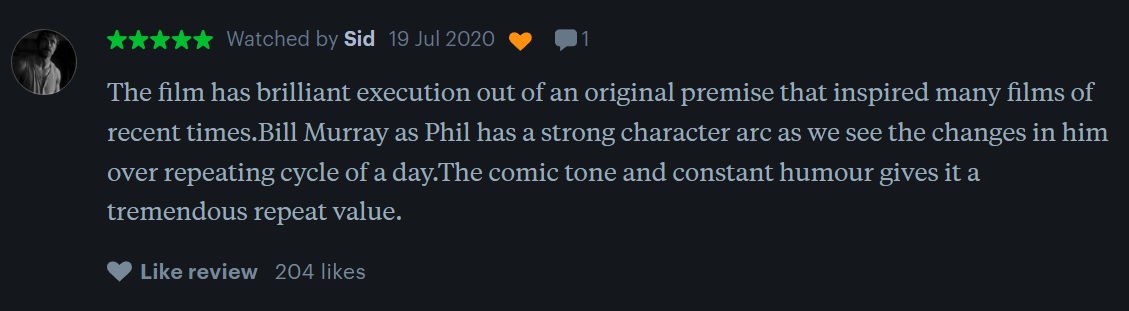 Watched by Sid 19 Jul 2020 1
The film has brilliant execution out of an original premise that inspired many films of
recent times.Bill Murray as Phil has a strong character arc as we see the changes in him
over repeating cycle of a day.The comic tone and constant humour gives it a
tremendous repeat value.
Like review 204 likes